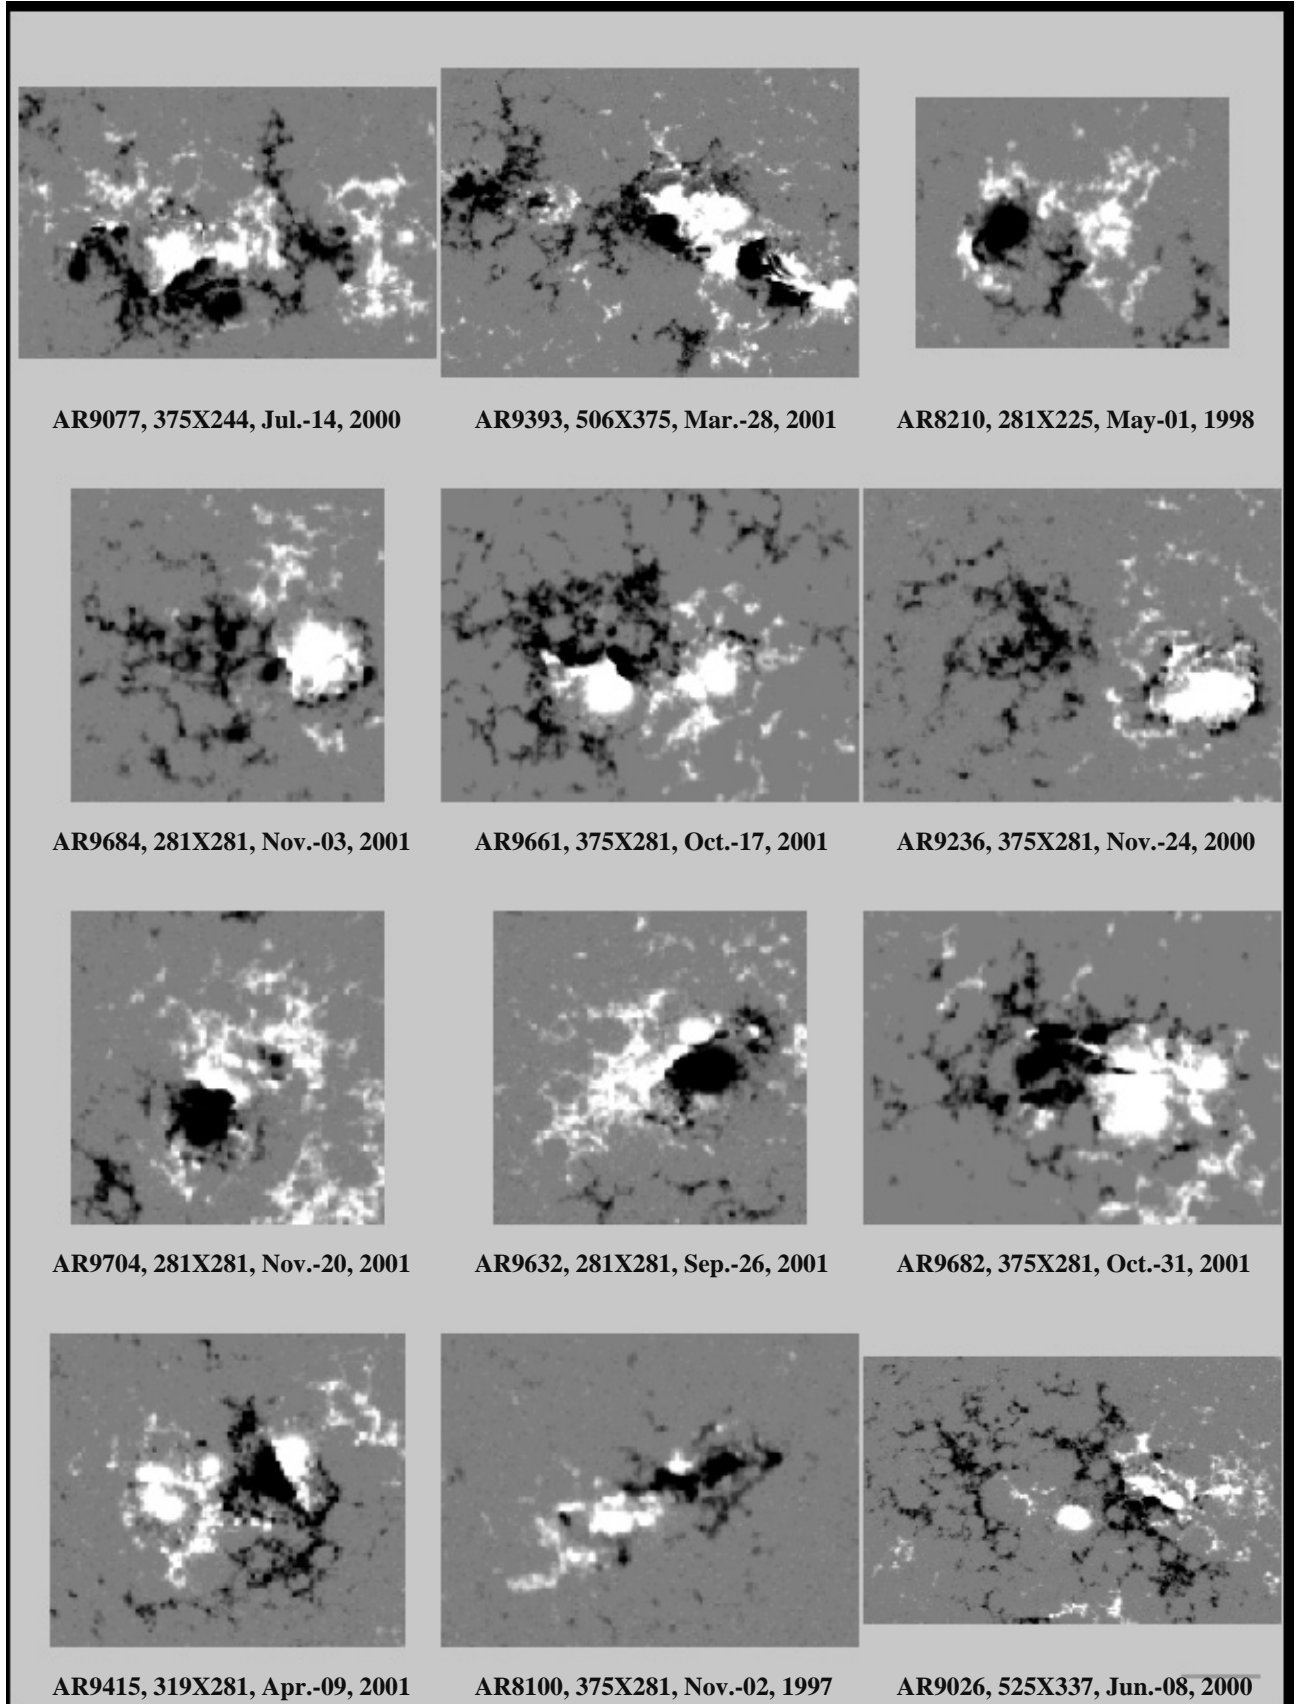 AR9077, 375X244, Jul.-14, 2000
AR9393, 506X375, Mar.-28, 2001
AR8210, 281X225, May-01, 1998
AR9684, 281X281, Nov.-03, 2001
AR9661, 375X281, Oct.-17, 2001
AR9236, 375X281, Nov.-24, 2000
AR9704, 281X281, Nov.-20, 2001
AR9632, 281X281, Sep.-26, 2001
AR9682, 375X281, Oct.-31, 2001
AR9415, 319X281, Apr.-09, 2001
AR8100, 375X281, Nov.-02, 1997
AR9026, 525X337, Jun.-08, 2000